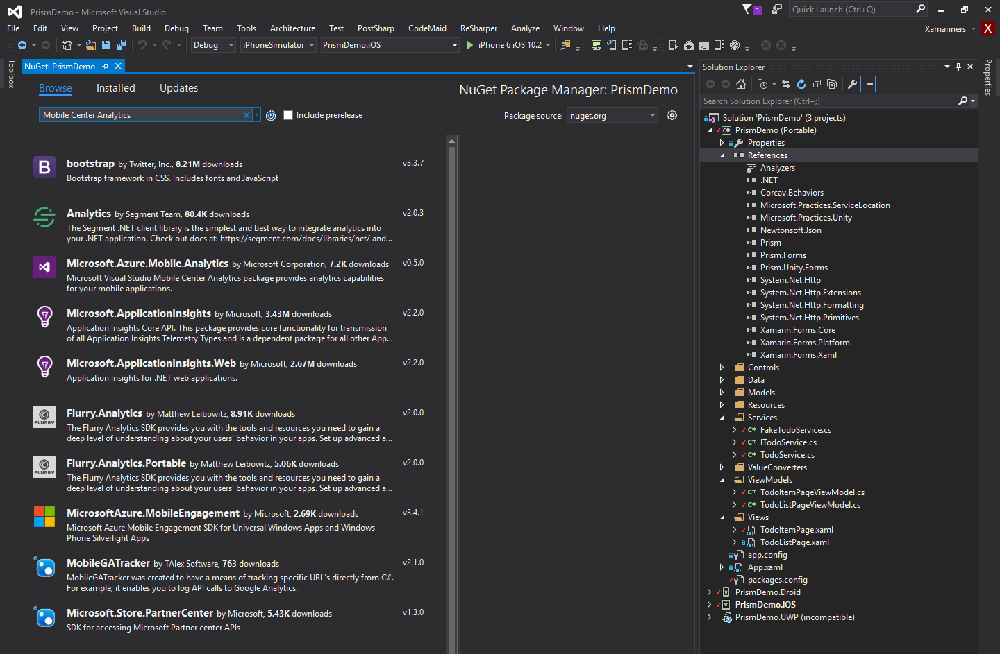 PrismDemo - Microsoft Visual Studio
1
Quick Launch (Ctrl+Q)
File Edit View Project Build Debug Team Tools Architecture Test PostSharp CodeMaid ReSharper Analyze Window Help
Xamariners X
Debug iPhoneSimulator PrismDemo.iOS iPhone 6 iOS 10.2
Toolbox
NuGet: PrismDemo
Browse Installed Updates
NuGet Package Manager: PrismDemo
Mobile Center Analytics
Include prerelease
Package source: nuget.org
B
bootstrap by Twitter, Inc., 8.21M downloads v3.3.7
Bootstrap framework in CSS. Includes fonts and JavaScript
Analytics by Segment Team, 80.4K downloads v2.0.3
The Segment .NET client library is the simplest and best way to integrate analytics into
your .NET application. Check out docs at: https://segment.com/docs/libraries/net/ and...
Microsoft.Azure.Mobile.Analytics by Microsoft Corporation, 7.2K downloads v0.5.0
Microsoft Visual Studio Mobile Center Analytics package provides analytics capabilities
for your mobile applications.
Microsoft.ApplicationInsights by Microsoft, 3.43M downloads v2.2.0
Application Insights Core API. This package provides core functionality for transmission
of all Application Insights Telemetry Types and is a dependent package for all other App...
Microsoft.ApplicationInsights.Web by Microsoft, 2.67M downloads v2.2.0
Application Insights for .NET web applications.
FLURRY
Flurry.Analytics by Matthew Leibowitz, 8.91K downloads v2.0.0
The Flurry Analytics SDK provides you with the tools and resources you need to gain a
deep level of understanding about your users' behavior in your apps. Set up advanced a...
FLURRY
Flurry.Analytics.Portable by Matthew Leibowitz, 5.06K downloads v2.0.0
The Flurry Analytics SDK provides you with the tools and resources you need to gain a
deep level of understanding about your users' behavior in your apps. Set up advanced a...
MicrosoftAzure.MobileEngagement by Microsoft, 2.69K downloads v3.4.1
Microsoft Azure Mobile Engagement SDK for Universal Windows Apps and Windows
Phone Silverlight Apps
MobileGATracker by TAlex Software, 763 downloads v2.1.0
MobileGATracker was created to have a means of tracking specific URL's directly from C#.
For example, it enables you to log API calls to Google Analytics.
Microsoft.Store.PartnerCenter by Microsoft, 5.43K downloads v1.3.0
SDK for accessing Microsoft Partner center APIs
Solution Explorer
Search Solution Explorer (Ctrl+;)
Solution 'PrismDemo' (3 projects)
C# PrismDemo (Portable)
Properties
References
Analyzers
.NET
Corcav.Behaviors
Microsoft.Practices.ServiceLocation
Microsoft.Practices.Unity
Newtonsoft.Json
Prism
Prism.Forms
Prism.Unity.Forms
System.Net.Http
System.Net.Http.Extensions
System.Net.Http.Formatting
System.Net.Http.Primitives
Xamarin.Forms.Core
Xamarin.Forms.Platform
Xamarin.Forms.Xaml
Controls
Data
Models
Resources
Services
C# FakeTodoService.cs
C# ITodoService.cs
C# TodoService.cs
ValueConverters
ViewModels
C# TodoItemPageViewModel.cs
C# TodoListPageViewModel.cs
Views
TodoItemPage.xaml
TodoListPage.xaml
app.config
App.xaml
packages.config
PrismDemo.Droid
PrismDemo.iOS
PrismDemo.UWP (incompatible)
Properties